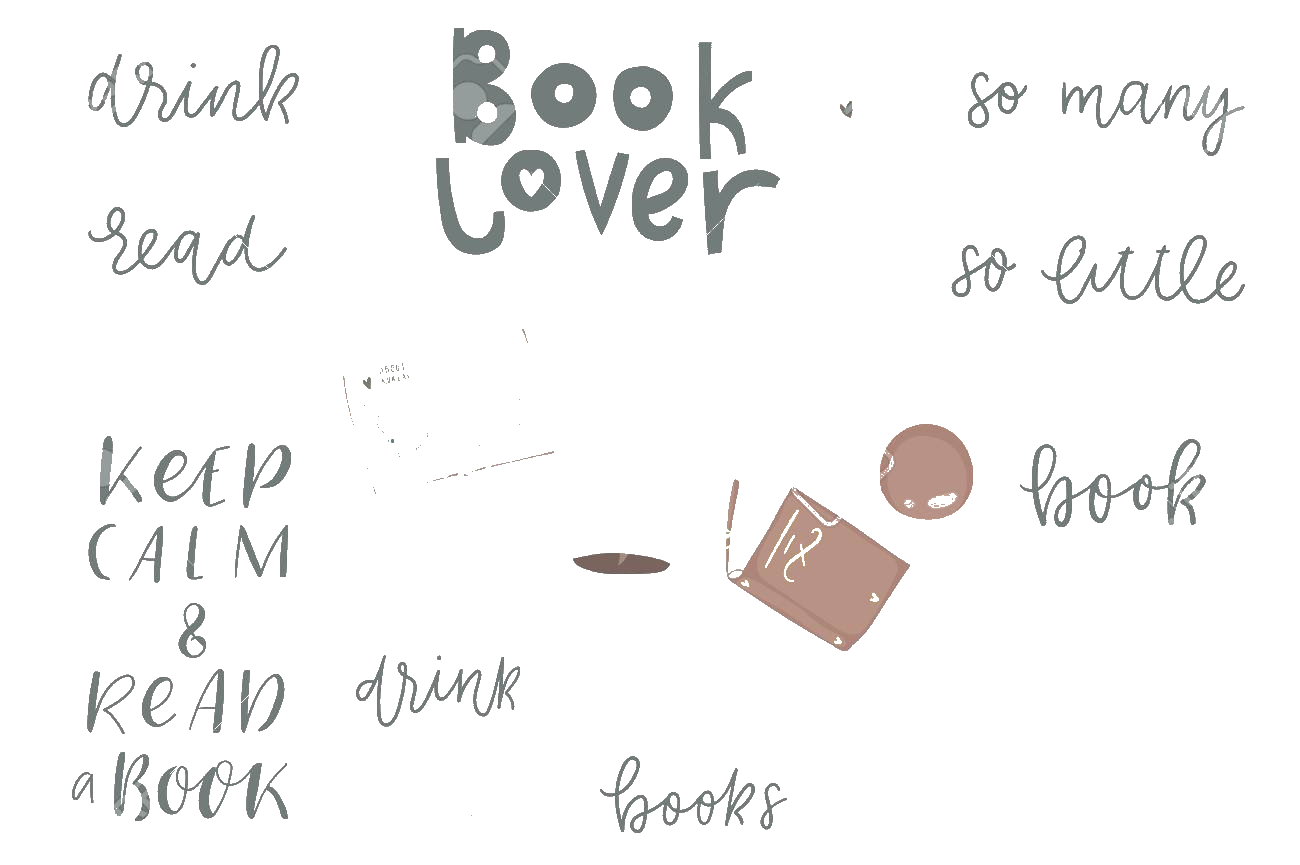 drink
read
Book
Lover
so many
so little
KEEP
CALM
&
READ
a BOOK
drink
book
books